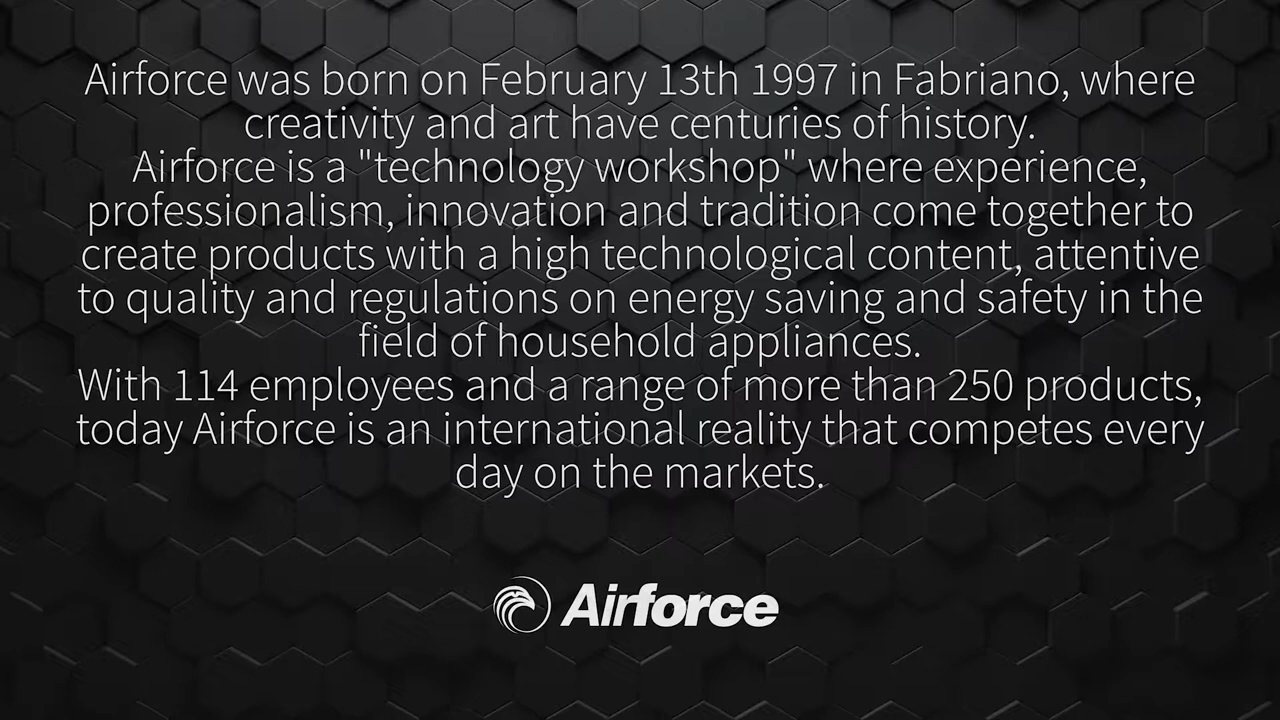 Airforce was born on February 13th 1997 in Fabriano, where
creativity and art have centuries of history.
Airforce is a "technology workshop" where experience,
professionalism, innovation and tradition come together to
create products with a high technological content, attentive
to quality and regulations on energy saving and safety in the
field of household appliances.
With 114 employees and a range of more than 250 products,
today Airforce is an international reality that competes every
day on the markets.
Airforce